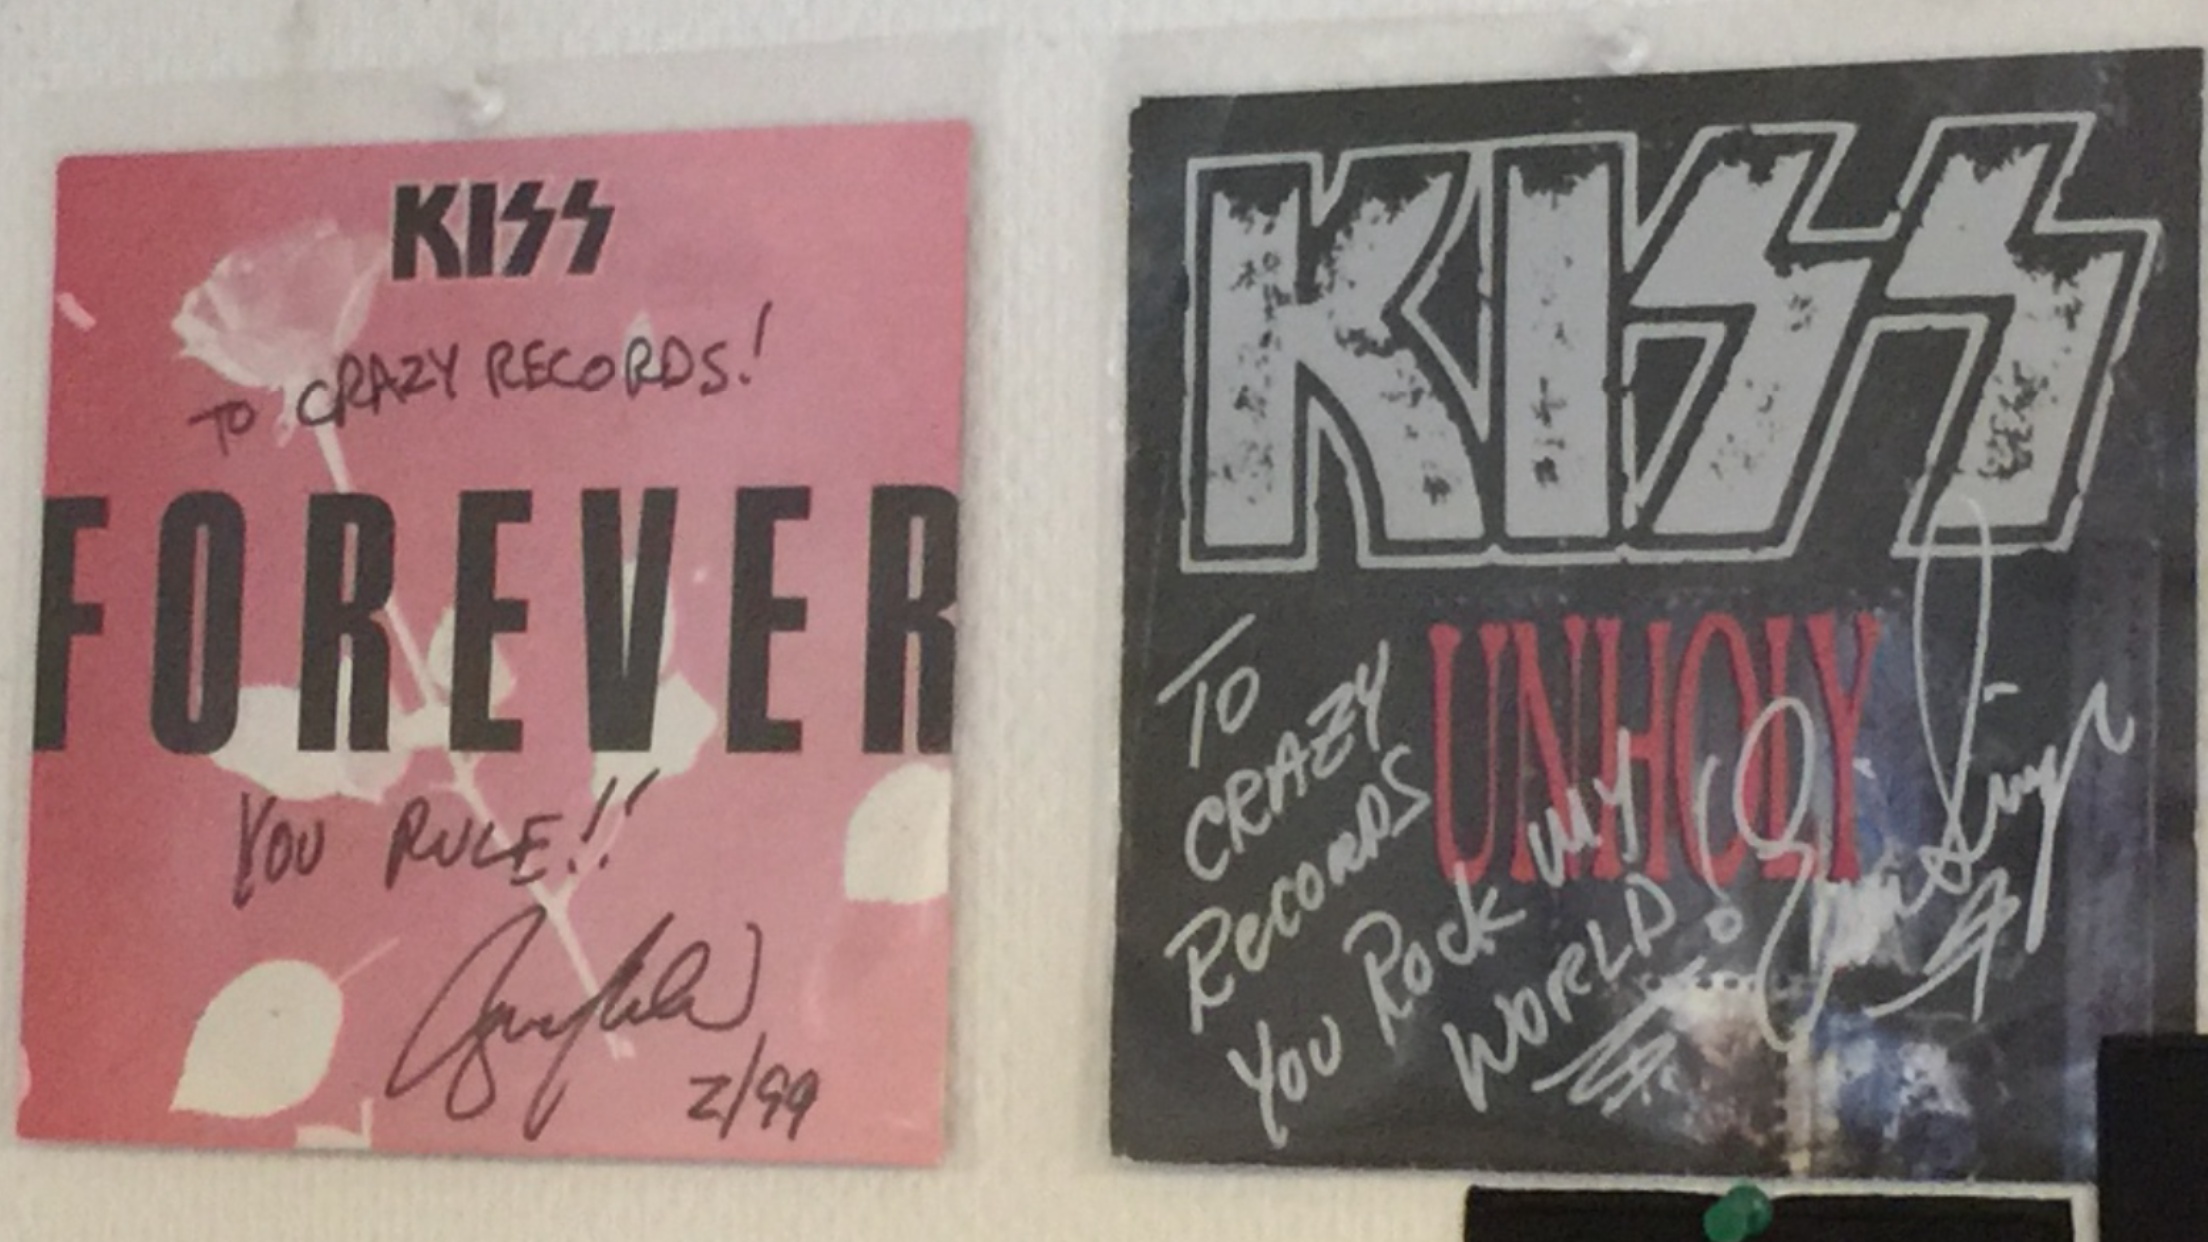 KISS
TO CRAZY RECORDS!
FOREVER
YOU RULE!!
2/99
KISS
UNHOLY
TO
CRAZY
RECORDS
YOU ROCK MY
WORLD!